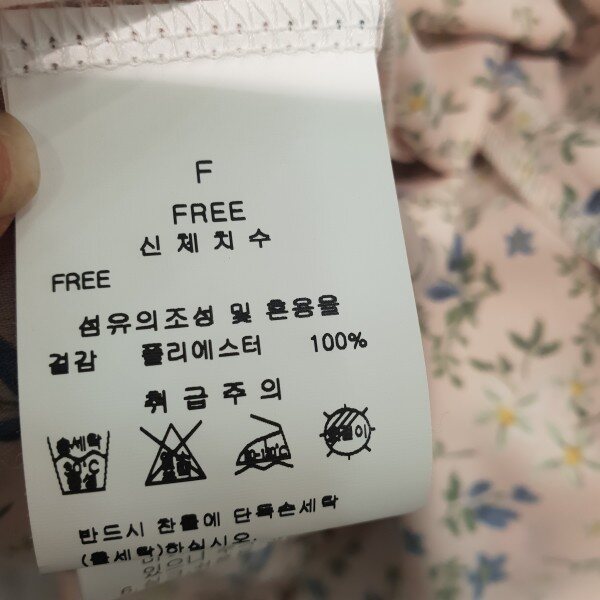 F
FREE
신체치수
FREE
섬유의조성 및 혼용율
겉감 폴리에스터 100%
취급주의
30°C
반드시 찬물에 단독손세탁
(울세탁)하십시오.